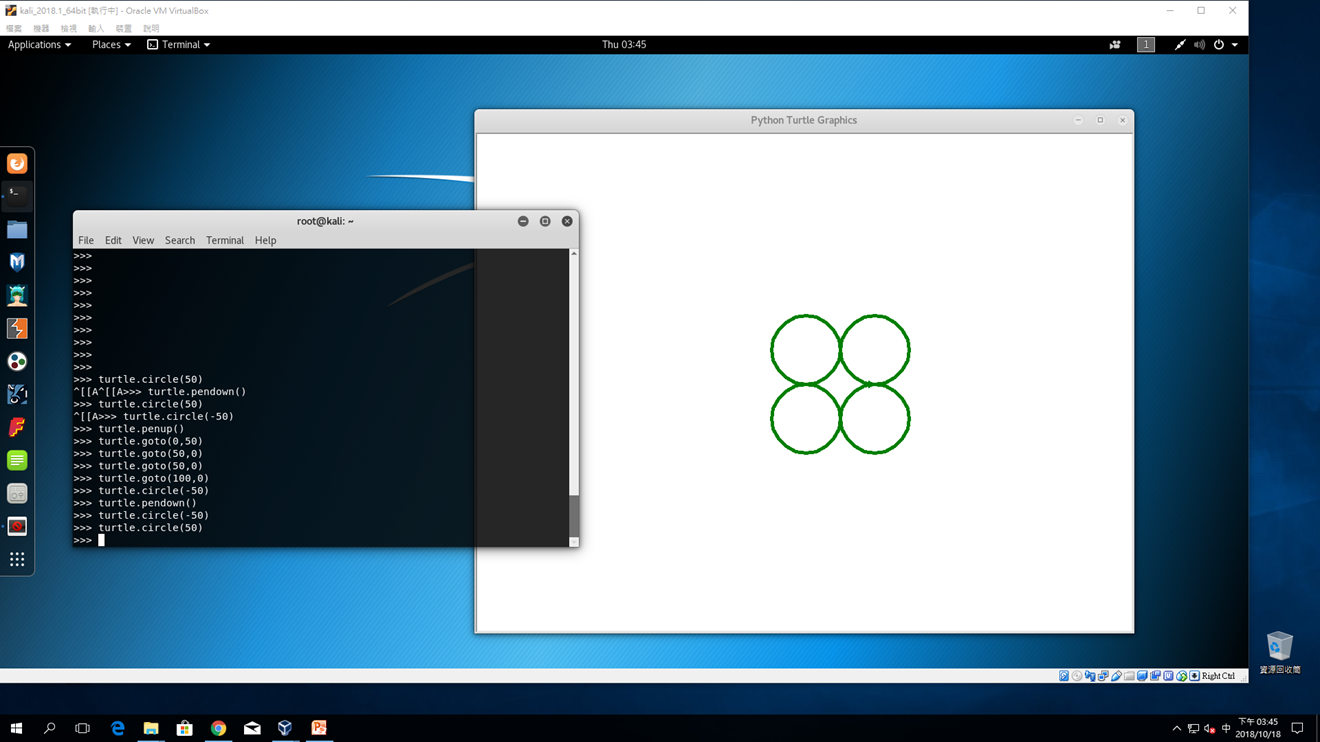 kali_2018.1_64bit [執行中] - Oracle VM VirtualBox
檔案 機器 檢視 輸入 裝置 說明
Applications Places Terminal Thu 03:45 1
Python Turtle Graphics
root@kali: ~
File Edit View Search Terminal Help
>>>
>>>
>>>
>>>
>>>
>>>
>>>
>>>
>>>
>>>
>>> turtle.circle(50)
^[[A^[[A>>> turtle.pendown()
>>> turtle.circle(50)
^[[A>>> turtle.circle(-50)
>>> turtle.penup()
>>> turtle.goto(0,50)
>>> turtle.goto(50,0)
>>> turtle.goto(50,0)
>>> turtle.goto(100,0)
>>> turtle.circle(-50)
>>> turtle.pendown()
>>> turtle.circle(-50)
>>> turtle.circle(50)
>>>
資源回收筒
Right Ctrl
中
下午 03:45
2018/10/18